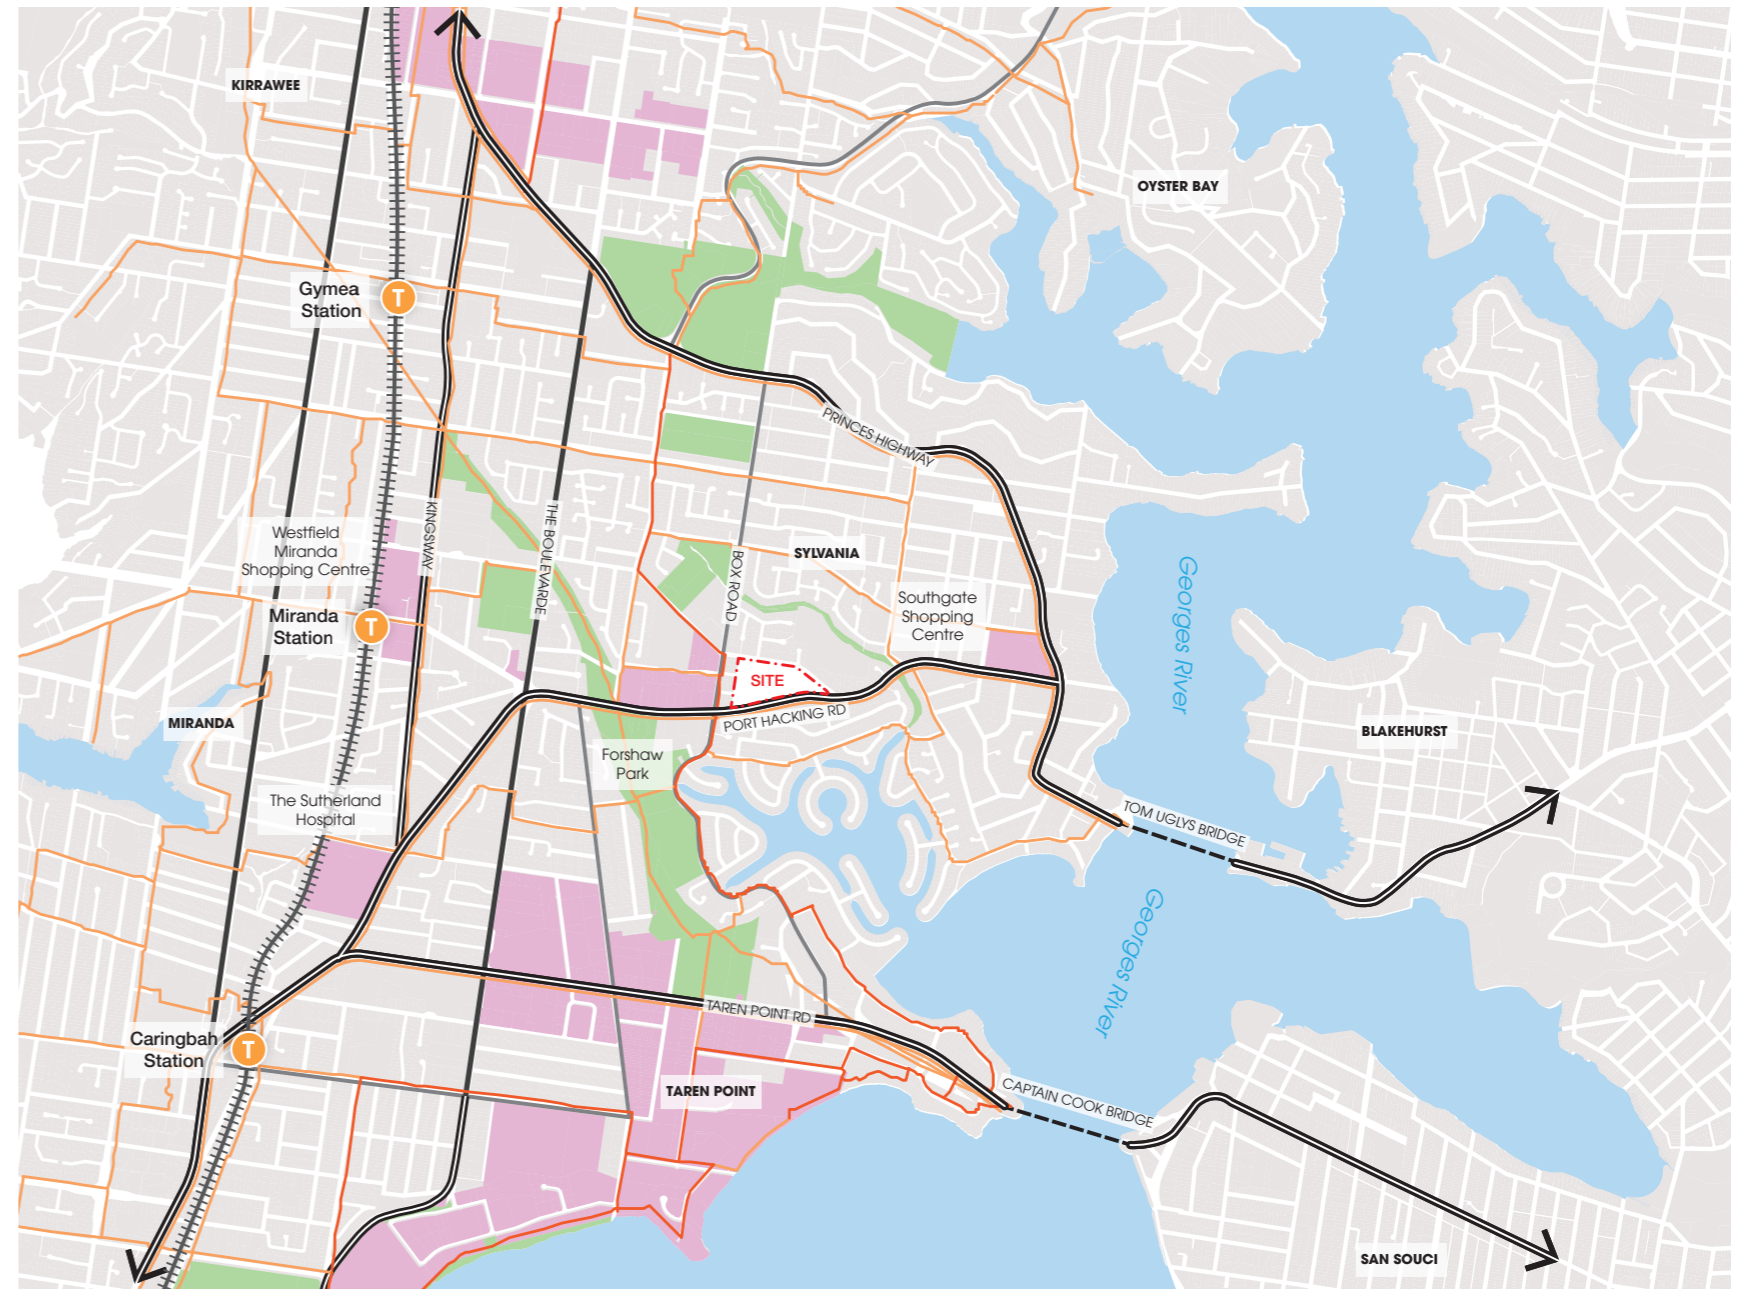 KIRRAWEE
OYSTER BAY
Gymea
Station
T
PRINCES HIGHWAY
KINGSWAY
THE BOULEVARDE
BOX ROAD
Westfield
Miranda
Shopping Centre
SYLVANIA
Southgate
Shopping
Centre
Georges River
Miranda
Station
T
SITE
PORT HACKING RD
MIRANDA
BLAKEHURST
Forshaw
Park
The Sutherland
Hospital
TOM UGLYS BRIDGE
Georges River
TAREN POINT RD
Caringbah
Station
T
TAREN POINT
CAPTAIN COOK BRIDGE
SAN SOUCI